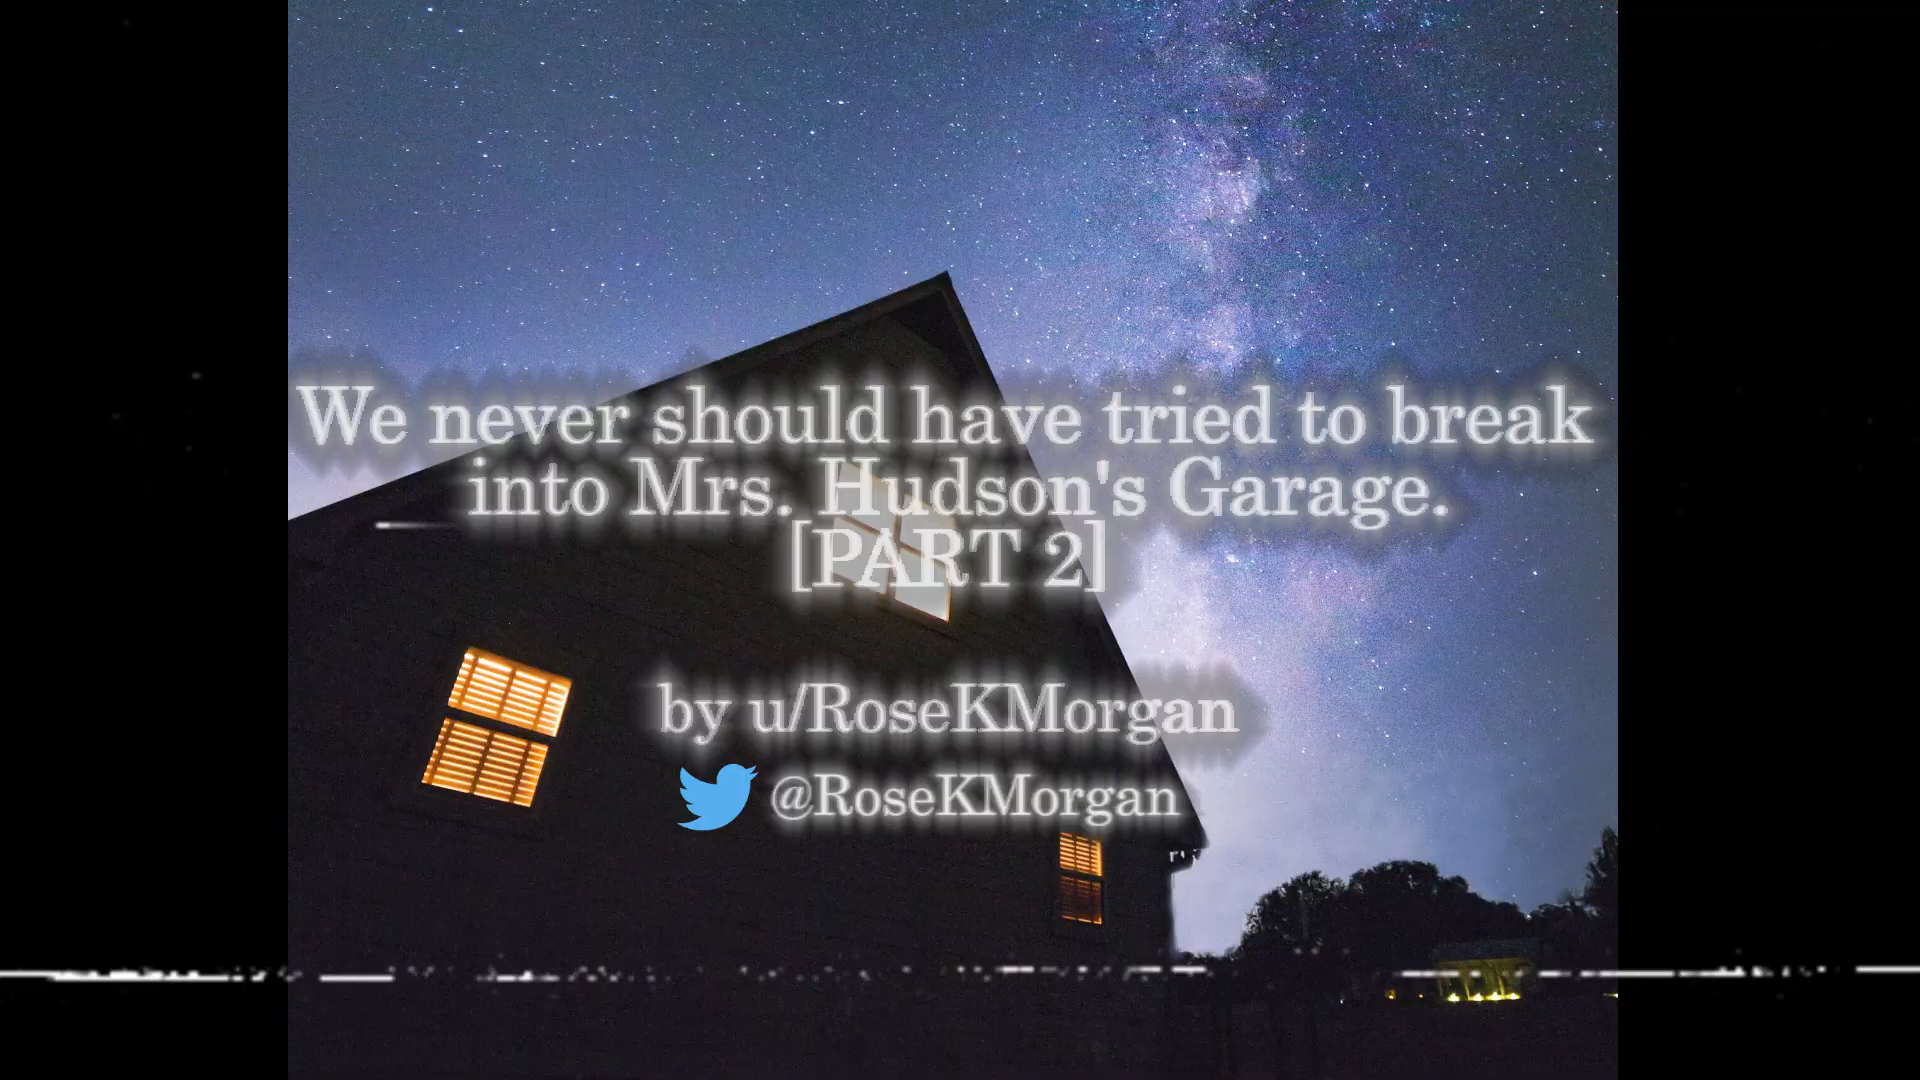 We never should have tried to break
into Mrs. Hudson's Garage.
[PART 2]
by u/RoseKMorgan
@RoseKMorgan